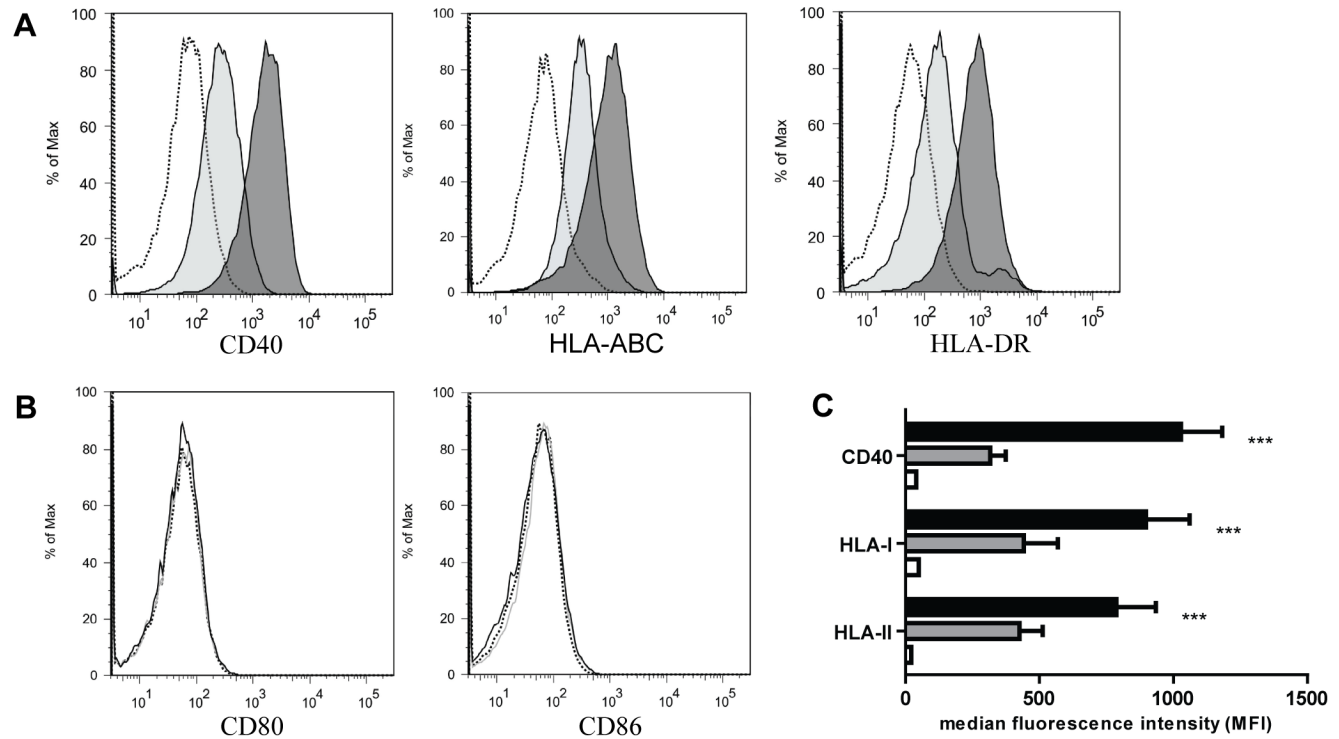 A
% of Max
100
80
60
40
20
0
10^1 10^2 10^3 10^4 10^5
CD40
% of Max
100
80
60
40
20
0
10^1 10^2 10^3 10^4 10^5
HLA-ABC
% of Max
100
80
60
40
20
0
10^1 10^2 10^3 10^4 10^5
HLA-DR
B
% of Max
100
80
60
40
20
0
10^1 10^2 10^3 10^4 10^5
CD80
% of Max
100
80
60
40
20
0
10^1 10^2 10^3 10^4 10^5
CD86
C
CD40
***
HLA-I
***
HLA-II
***
0 500 1000 1500
median fluorescence intensity (MFI)